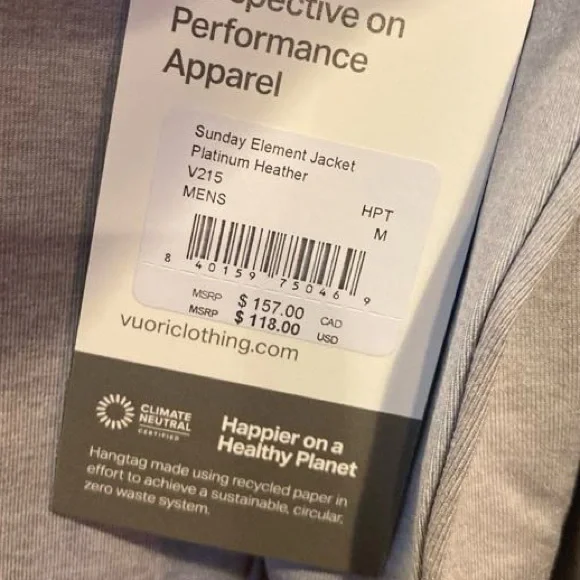 spective on
Performance
Apparel
Sunday Element Jacket
Platinum Heather
V215
MENS
HPT
M
8 40159 75046 9
MSRP $ 157.00 CAD
MSRP $ 118.00 USD
vuoriclothing.com
CLIMATE
NEUTRAL
CERTIFIED
Happier on a
Healthy Planet
Hangtag made using recycled paper in
effort to achieve a sustainable, circular,
zero waste system.